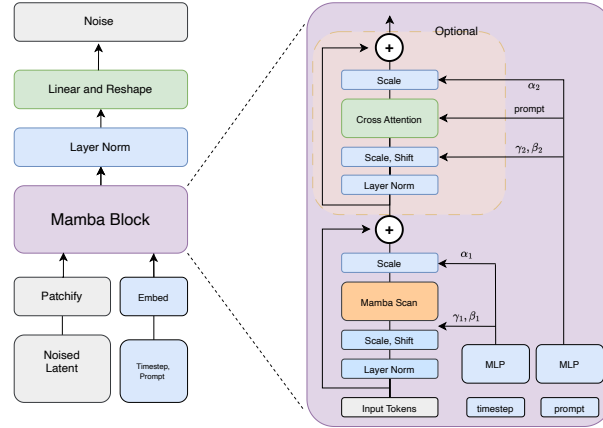 Noise
Linear and Reshape
Layer Norm
Mamba Block
Patchify
Embed
Noised
Latent
Timestep,
Prompt
Optional
+
Scale
α₂
Cross Attention
prompt
Scale, Shift
γ₂, β₂
Layer Norm
+
Scale
α₁
Mamba Scan
γ₁, β₁
Scale, Shift
Layer Norm
MLP
MLP
Input Tokens
timestep
prompt